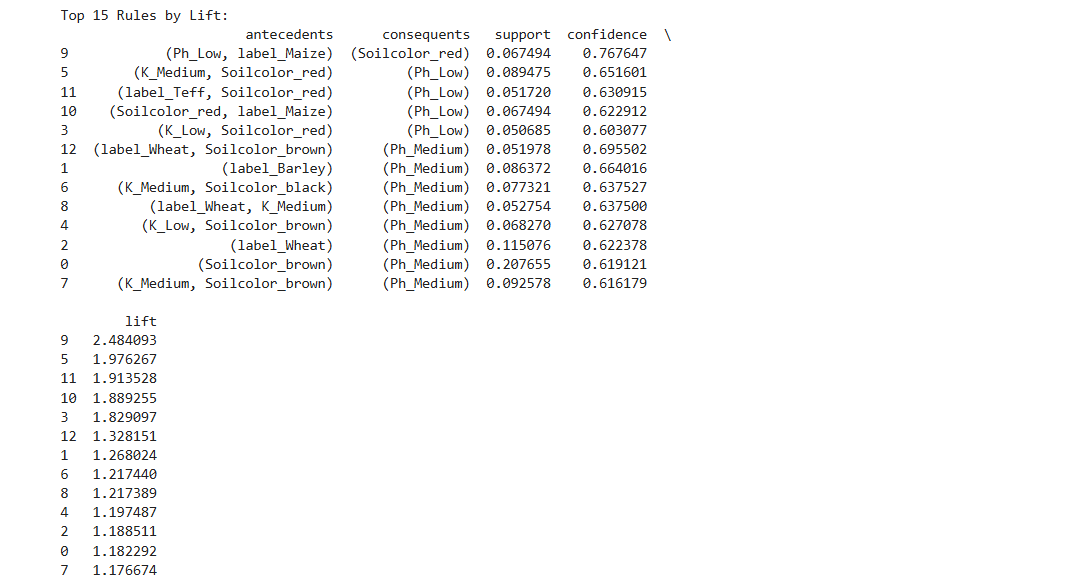 Top 15 Rules by Lift:
antecedents consequents support confidence \
9 (Ph_Low, label_Maize) (Soilcolor_red) 0.067494 0.767647
5 (K_Medium, Soilcolor_red) (Ph_Low) 0.089475 0.651601
11 (label_Teff, Soilcolor_red) (Ph_Low) 0.051720 0.630915
10 (Soilcolor_red, label_Maize) (Ph_Low) 0.067494 0.622912
3 (K_Low, Soilcolor_red) (Ph_Low) 0.050685 0.603077
12 (label_Wheat, Soilcolor_brown) (Ph_Medium) 0.051978 0.695502
1 (label_Barley) (Ph_Medium) 0.086372 0.664016
6 (K_Medium, Soilcolor_black) (Ph_Medium) 0.077321 0.637527
8 (label_Wheat, K_Medium) (Ph_Medium) 0.052754 0.637500
4 (K_Low, Soilcolor_brown) (Ph_Medium) 0.068270 0.627078
2 (label_Wheat) (Ph_Medium) 0.115076 0.622378
0 (Soilcolor_brown) (Ph_Medium) 0.207655 0.619121
7 (K_Medium, Soilcolor_brown) (Ph_Medium) 0.092578 0.616179
lift
9 2.484093
5 1.976267
11 1.913528
10 1.889255
3 1.829097
12 1.328151
1 1.268024
6 1.217440
8 1.217389
4 1.197487
2 1.188511
0 1.182292
7 1.176674